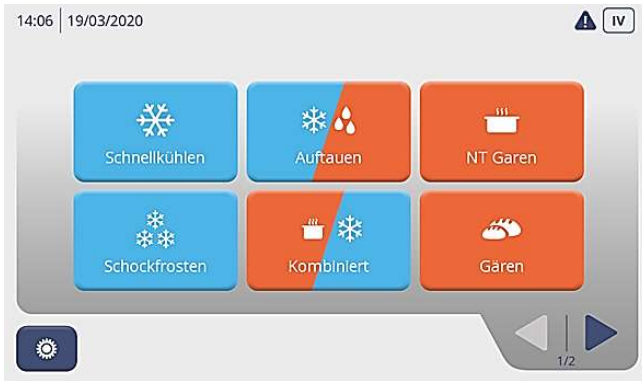 14:06 19/03/2020 IV
Schnellkühlen Auftauen NT Garen
Schockfrosten Kombiniert Gären
1/2